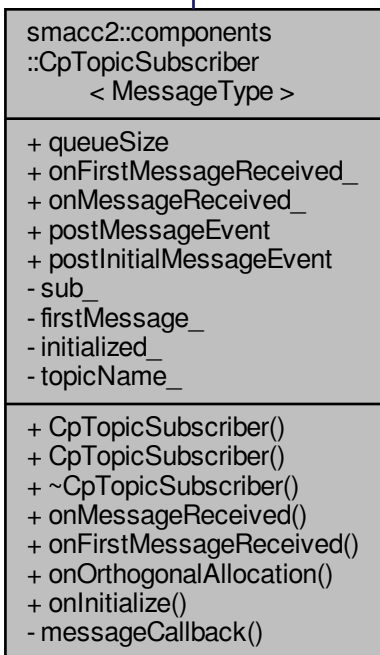 smacc2::components
::CpTopicSubscriber
< MessageType >
+ queueSize
+ onFirstMessageReceived_
+ onMessageReceived_
+ postMessageEvent
+ postInitialMessageEvent
- sub_
- firstMessage_
- initialized_
- topicName_
+ CpTopicSubscriber()
+ CpTopicSubscriber()
+ ~CpTopicSubscriber()
+ onMessageReceived()
+ onFirstMessageReceived()
+ onOrthogonalAllocation()
+ onInitialize()
- messageCallback()